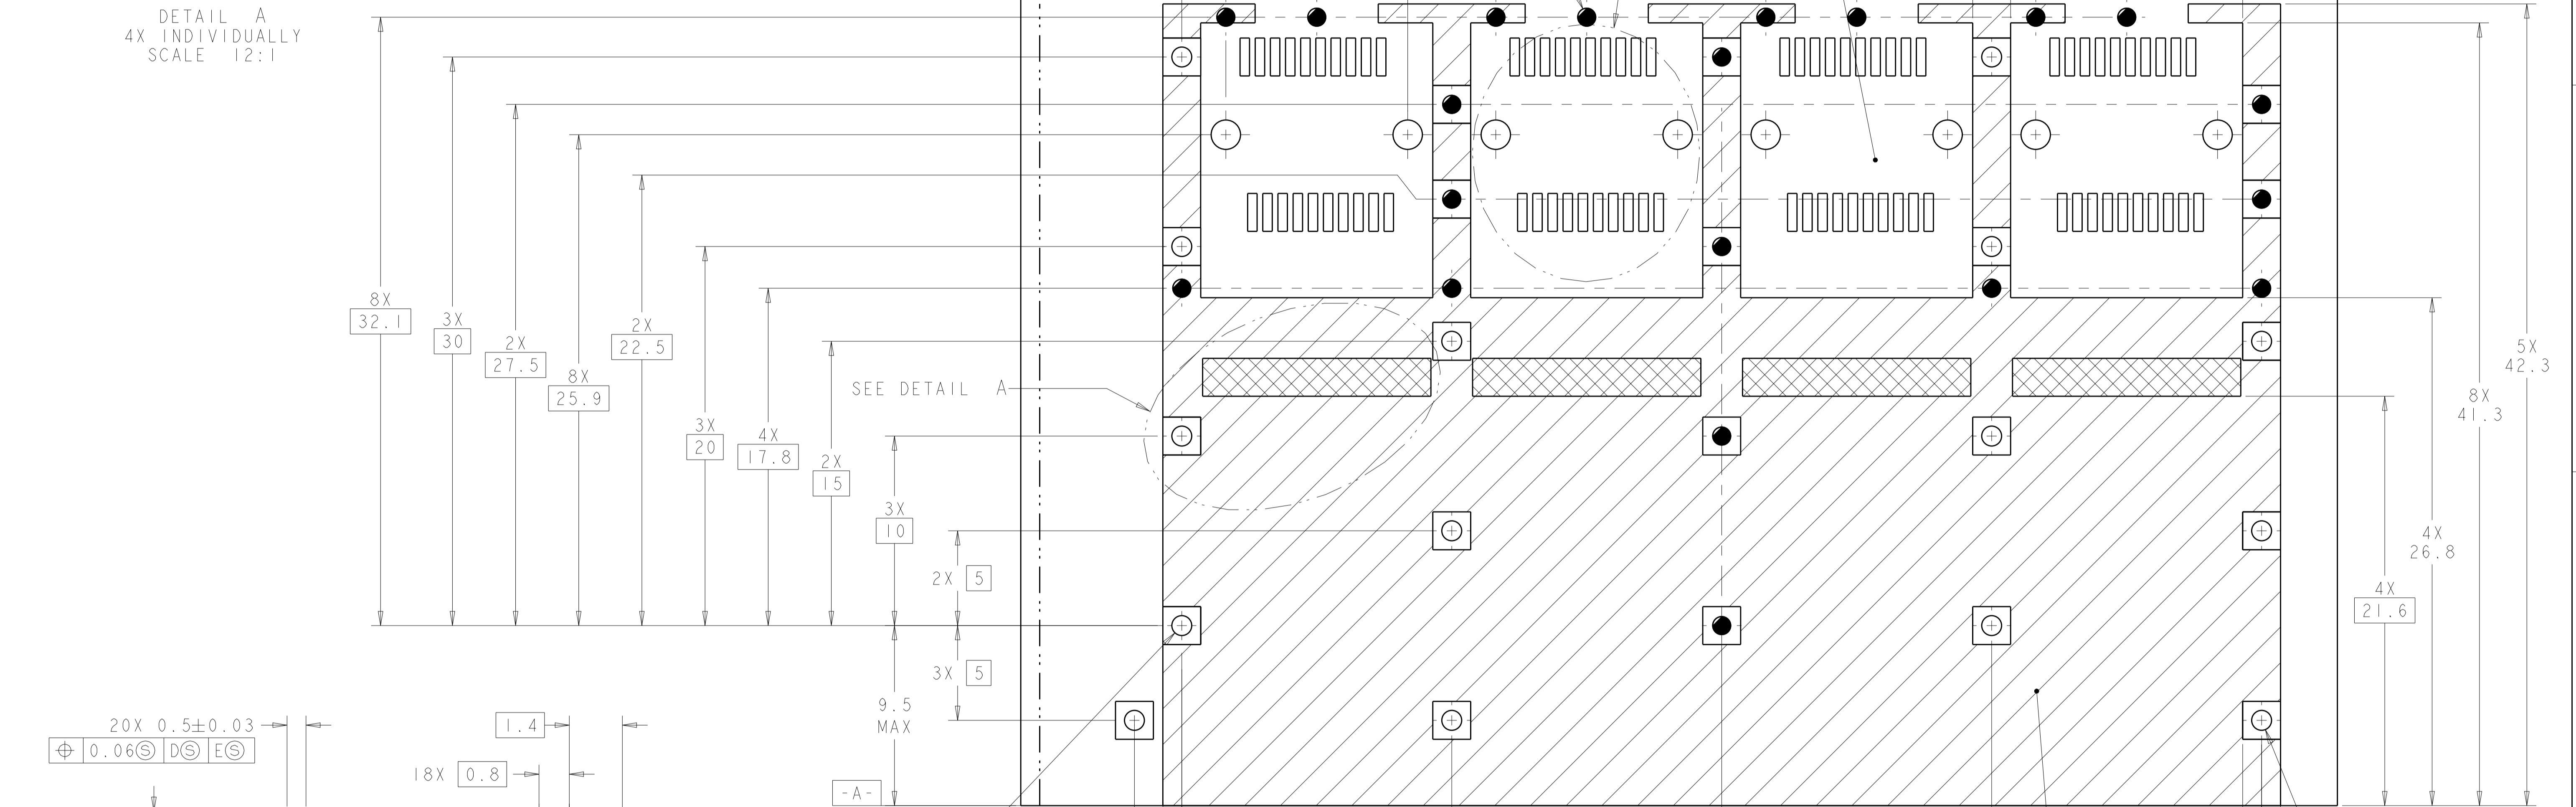 DETAIL A
4X INDIVIDUALLY
SCALE 12:1
8X
32.1
3X
30
2X
27.5
8X
25.9
2X
22.5
3X
20
4X
17.8
2X
15
SEE DETAIL A
3X
10
2X 5
3X 5
9.5
MAX
-A-
5X
42.3
8X
41.3
4X
26.8
4X
21.6
20X 0.5±0.03
⌖ 0.06Ⓢ DⓈ EⓈ
1.4
18X 0.8